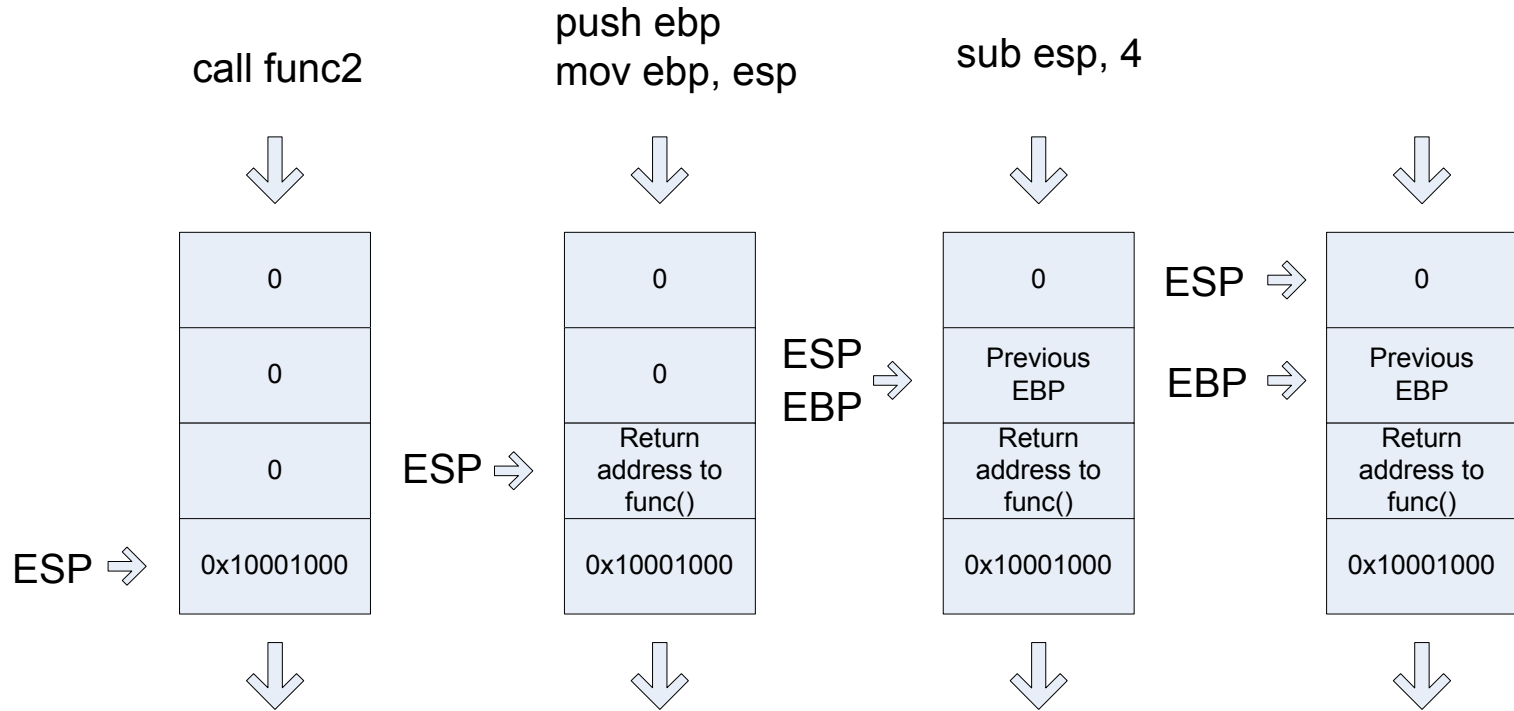 call func2
push ebp
mov ebp, esp
sub esp, 4
0
0
0
0x10001000
ESP
0
0
Return
address to
func()
0x10001000
ESP
0
Previous
EBP
Return
address to
func()
0x10001000
ESP
EBP
0
Previous
EBP
Return
address to
func()
0x10001000
ESP
EBP